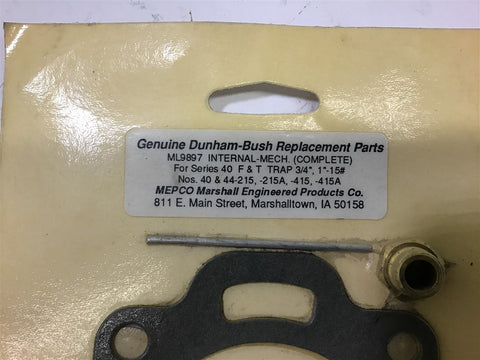 Genuine Dunham-Bush Replacement Parts
ML9897 INTERNAL-MECH. (COMPLETE)
For Series 40 F & T TRAP 3/4", 1"-15#
Nos. 40 & 44-215, -215A, -415, -415A
MEPCO Marshall Engineered Products Co.
811 E. Main Street, Marshalltown, IA 50158